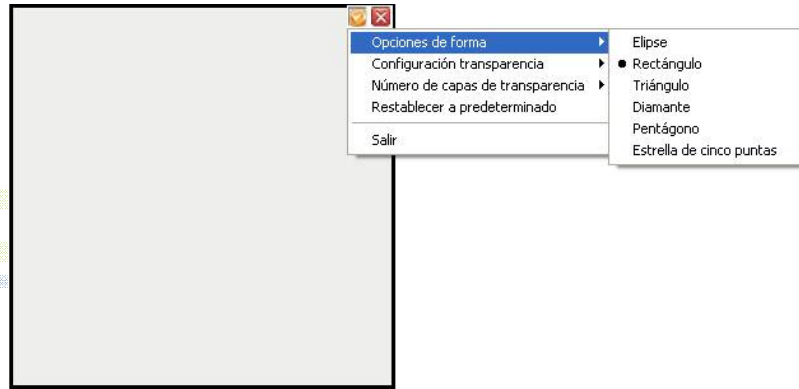 Opciones de forma
Configuración transparencia
Número de capas de transparencia
Restablecer a predeterminado
Salir
Elipse
Rectángulo
Triángulo
Diamante
Pentágono
Estrella de cinco puntas